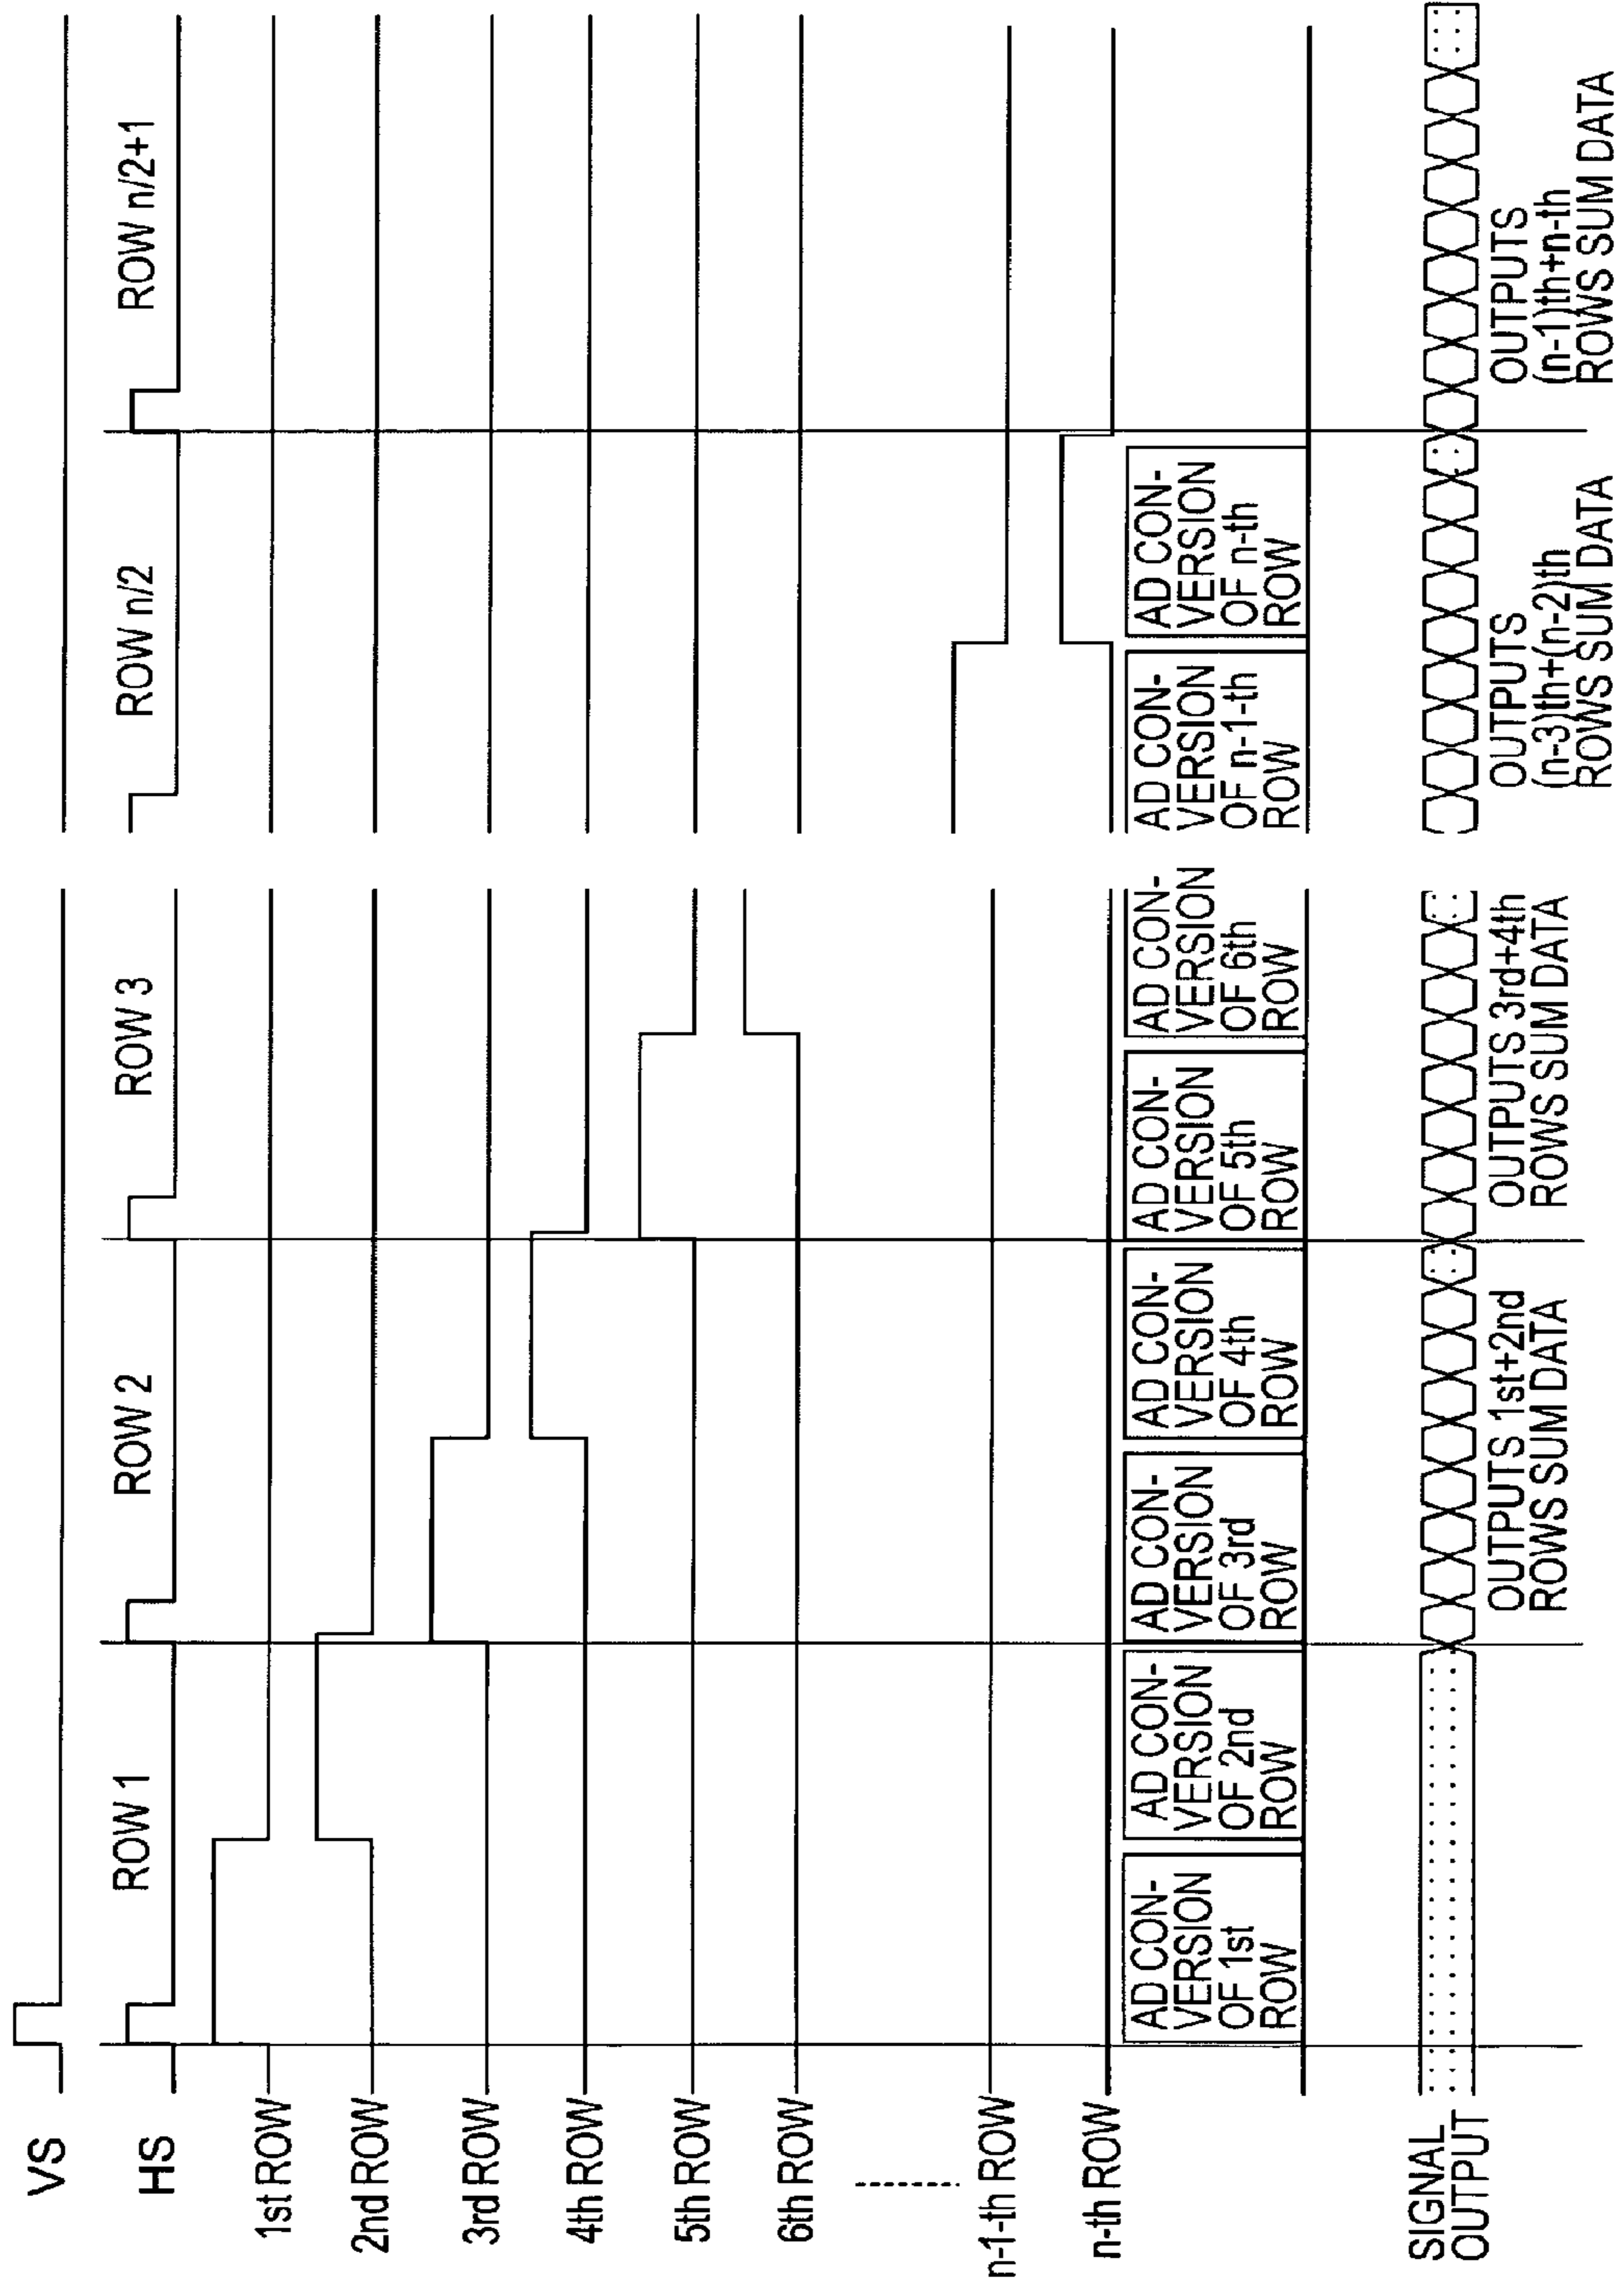 VS
HS
ROW 1
ROW 2
ROW 3
ROW n/2
ROW n/2+1
1st ROW
2nd ROW
3rd ROW
4th ROW
5th ROW
6th ROW
n-1-th ROW
n-th ROW
AD CON-
VERSION
OF 1st
ROW
AD CON-
VERSION
OF 2nd
ROW
AD CON-
VERSION
OF 3rd
ROW
AD CON-
VERSION
OF 4th
ROW
AD CON-
VERSION
OF 5th
ROW
AD CON-
VERSION
OF 6th
ROW
AD CON-
VERSION
OF n-1-th
ROW
AD CON-
VERSION
OF n-th
ROW
SIGNAL
OUTPUT
OUTPUTS 1st+2nd
ROWS SUM DATA
OUTPUTS 3rd+4th
ROWS SUM DATA
OUTPUTS
(n-3)th+(n-2)th
ROWS SUM DATA
OUTPUTS
(n-1)th+n-th
ROWS SUM DATA